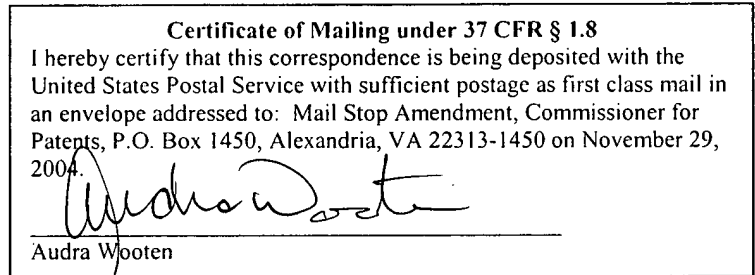 Certificate of Mailing under 37 CFR § 1.8
I hereby certify that this correspondence is being deposited with the
United States Postal Service with sufficient postage as first class mail in
an envelope addressed to: Mail Stop Amendment, Commissioner for
Patents, P.O. Box 1450, Alexandria, VA 22313-1450 on November 29,
2004.
Audra Wooten
Audra Wooten